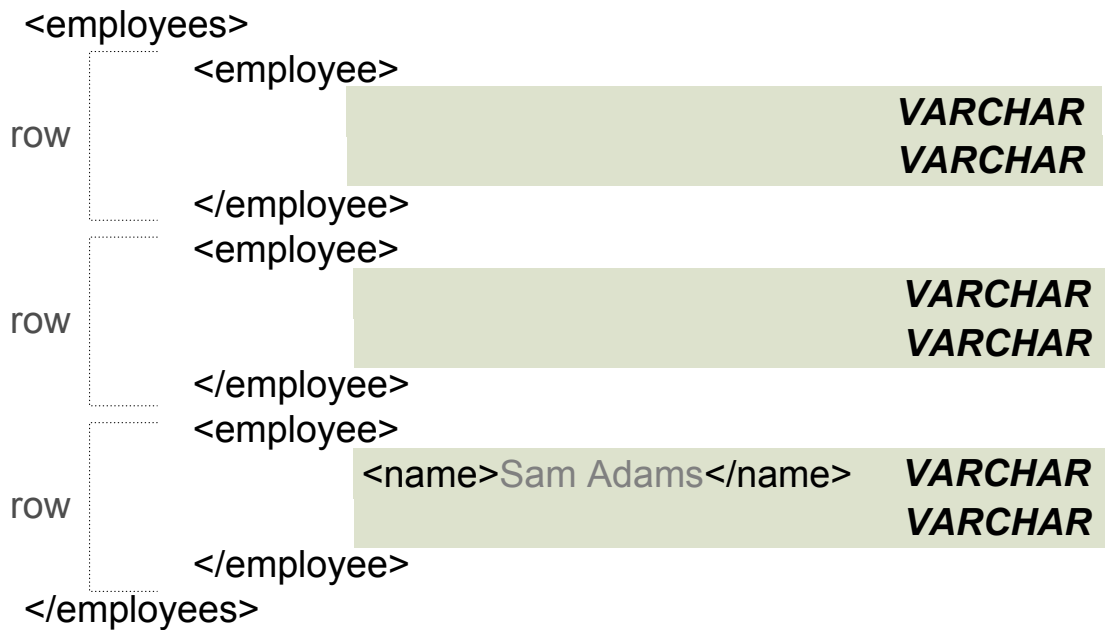 <employees>
<employee>
row
VARCHAR
VARCHAR
</employee>
<employee>
row
VARCHAR
VARCHAR
</employee>
<employee>
row
<name>Sam Adams</name> VARCHAR
VARCHAR
</employee>
</employees>